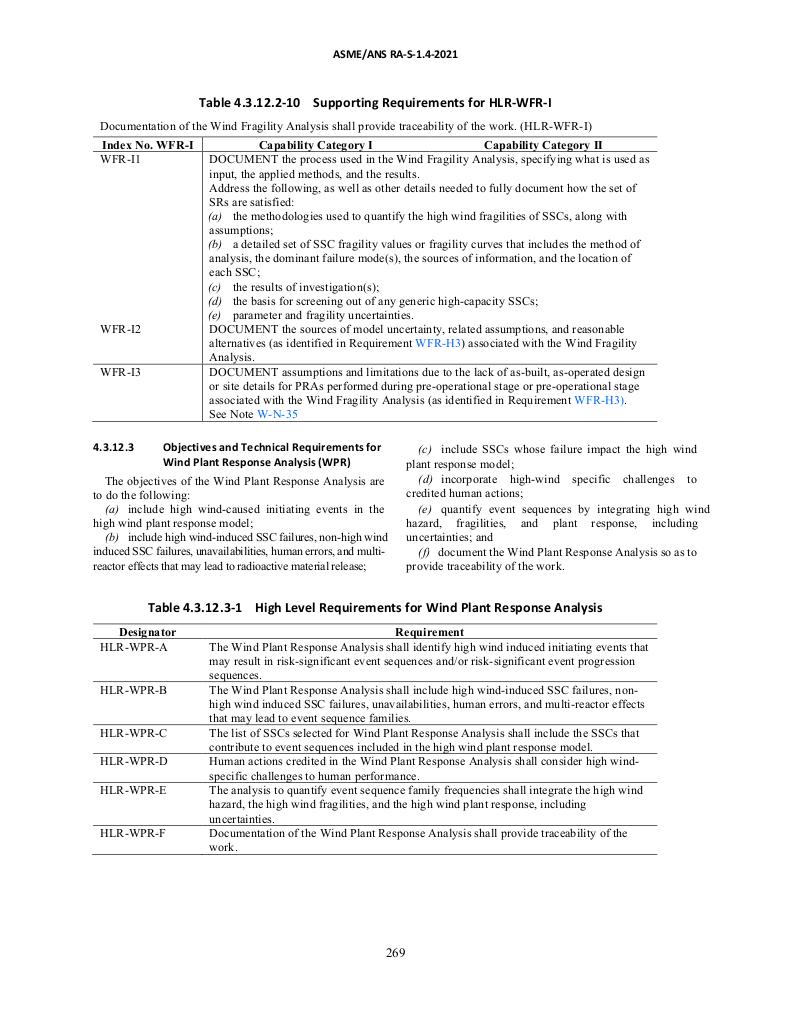 ASME/ANS RA-S-1.4-2021
Table 4.3.12.2-10 Supporting Requirements for HLR-WFR-I
Documentation of the Wind Fragility Analysis shall provide traceability of the work. (HLR-WFR-I)
Index No. WFR-I Capability Category I Capability Category II
WFR-I1 DOCUMENT the process used in the Wind Fragility Analysis, specifying what is used as
input, the applied methods, and the results.
Address the following, as well as other details needed to fully document how the set of
SRs are satisfied:
(a) the methodologies used to quantify the high wind fragilities of SSCs, along with
assumptions;
(b) a detailed set of SSC fragility values or fragility curves that includes the method of
analysis, the dominant failure mode(s), the sources of information, and the location of
each SSC;
(c) the results of investigation(s);
(d) the basis for screening out of any generic high-capacity SSCs;
(e) parameter and fragility uncertainties.
WFR-I2 DOCUMENT the sources of model uncertainty, related assumptions, and reasonable
alternatives (as identified in Requirement WFR-H3) associated with the Wind Fragility
Analysis.
WFR-I3 DOCUMENT assumptions and limitations due to the lack of as-built, as-operated design
or site details for PRAs performed during pre-operational stage or pre-operational stage
associated with the Wind Fragility Analysis (as identified in Requirement WFR-H3).
See Note W-N-35
4.3.12.3 Objectives and Technical Requirements for
Wind Plant Response Analysis (WPR)
The objectives of the Wind Plant Response Analysis are
to do the following:
(a) include high wind-caused initiating events in the
high wind plant response model;
(b) include high wind-induced SSC failures, non-high wind
induced SSC failures, unavailabilities, human errors, and multi-
reactor effects that may lead to radioactive material release;
(c) include SSCs whose failure impact the high wind
plant response model;
(d) incorporate high-wind specific challenges to
credited human actions;
(e) quantify event sequences by integrating high wind
hazard, fragilities, and plant response, including
uncertainties; and
(f) document the Wind Plant Response Analysis so as to
provide traceability of the work.
Table 4.3.12.3-1 High Level Requirements for Wind Plant Response Analysis
Designator Requirement
HLR-WPR-A The Wind Plant Response Analysis shall identify high wind induced initiating events that
may result in risk-significant event sequences and/or risk-significant event progression
sequences.
HLR-WPR-B The Wind Plant Response Analysis shall include high wind-induced SSC failures, non-
high wind induced SSC failures, unavailabilities, human errors, and multi-reactor effects
that may lead to event sequence families.
HLR-WPR-C The list of SSCs selected for Wind Plant Response Analysis shall include the SSCs that
contribute to event sequences included in the high wind plant response model.
HLR-WPR-D Human actions credited in the Wind Plant Response Analysis shall consider high wind-
specific challenges to human performance.
HLR-WPR-E The analysis to quantify event sequence family frequencies shall integrate the high wind
hazard, the high wind fragilities, and the high wind plant response, including
uncertainties.
HLR-WPR-F Documentation of the Wind Plant Response Analysis shall provide traceability of the
work.
269